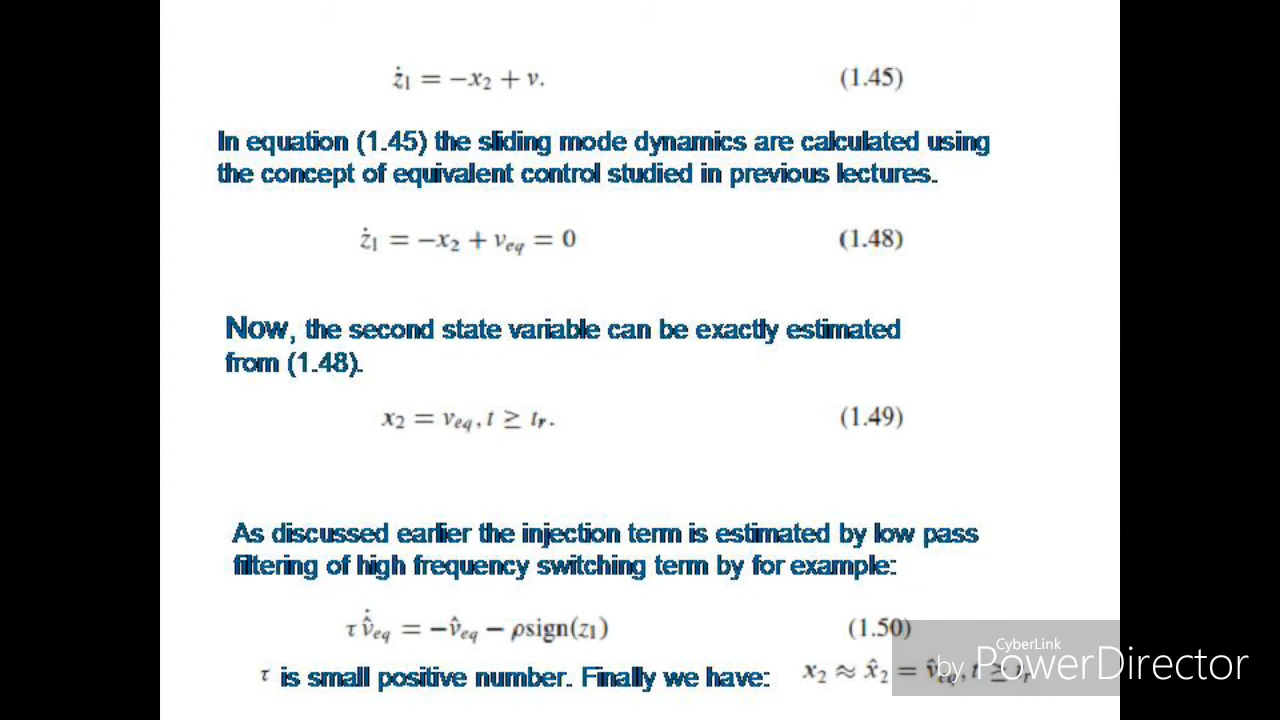 ż₁ = −x₂ + v. (1.45)
In equation (1.45) the sliding mode dynamics are calculated using
the concept of equivalent control studied in previous lectures.
ż₁ = −x₂ + v_eq = 0 (1.48)
Now, the second state variable can be exactly estimated
from (1.48).
x₂ = v_eq, t ≥ t_r. (1.49)
As discussed earlier the injection term is estimated by low pass
filtering of high frequency switching term by for example:
τ v̂̇_eq = −v̂_eq − ρsign(z₁) (1.50)
τ is small positive number. Finally we have: x₂ ≈ x̂₂ = v̂_eq, t ≥ t_r
CyberLink
by PowerDirector